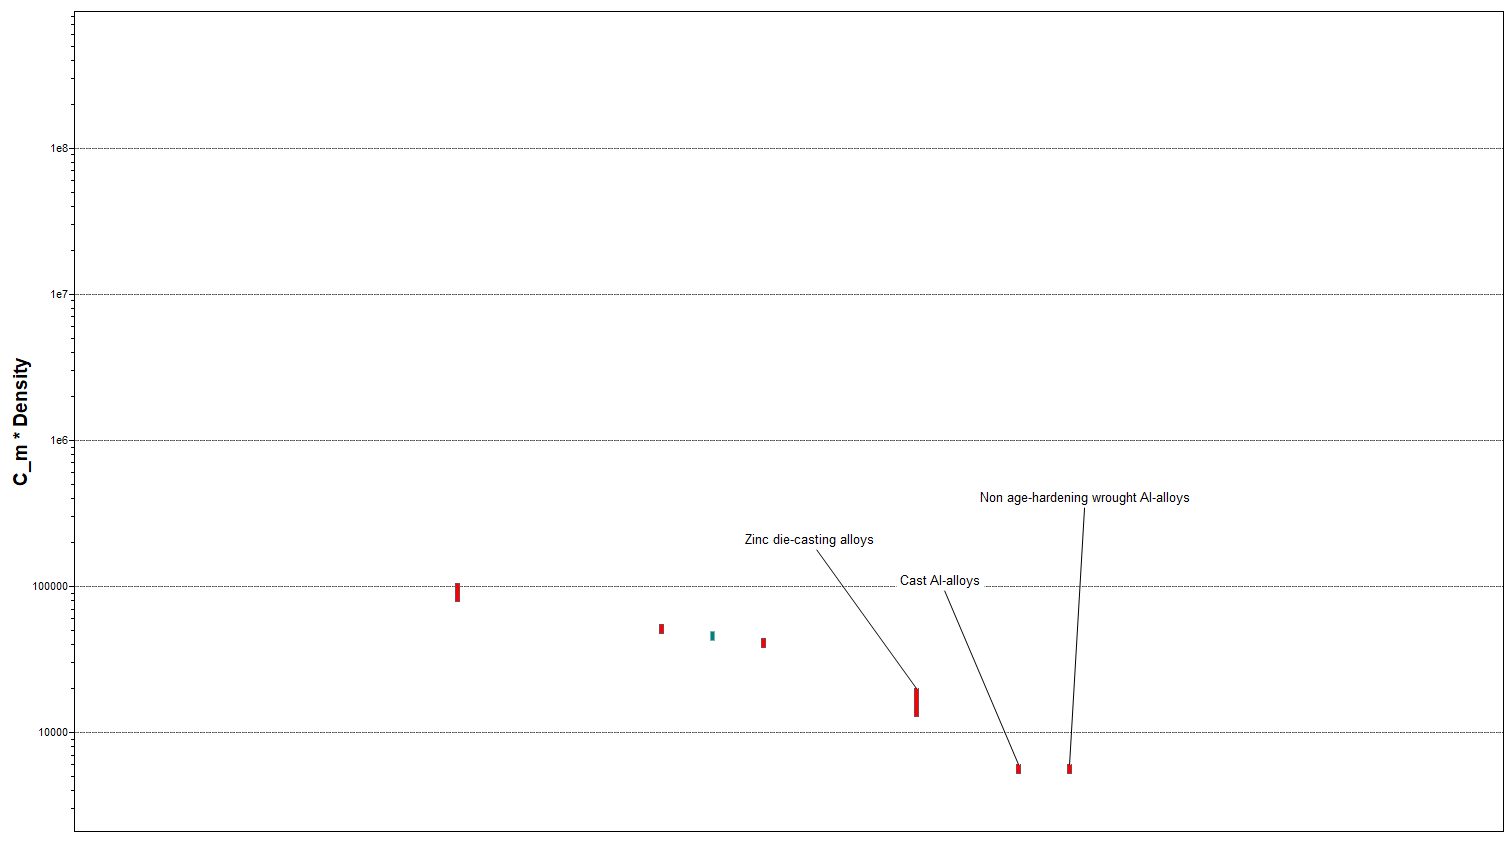 1e8
1e7
1e6
100000
10000
C_m * Density
Non age-hardening wrought Al-alloys
Zinc die-casting alloys
Cast Al-alloys